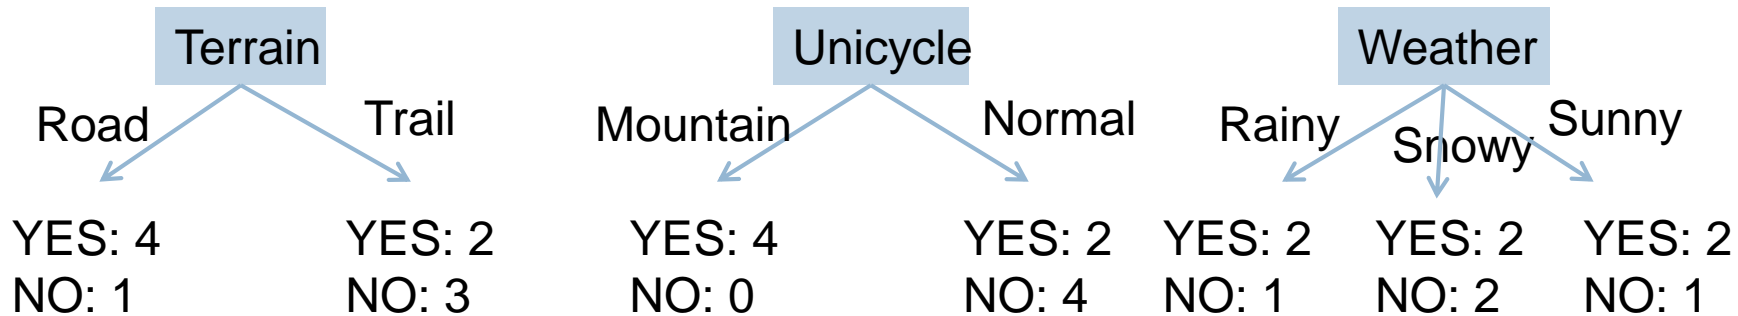 Terrain
Unicycle
Weather
Road
Trail
Mountain
Normal
Rainy
Snowy
Sunny
YES: 4
NO: 1
YES: 2
NO: 3
YES: 4
NO: 0
YES: 2
NO: 4
YES: 2
NO: 1
YES: 2
NO: 2
YES: 2
NO: 1